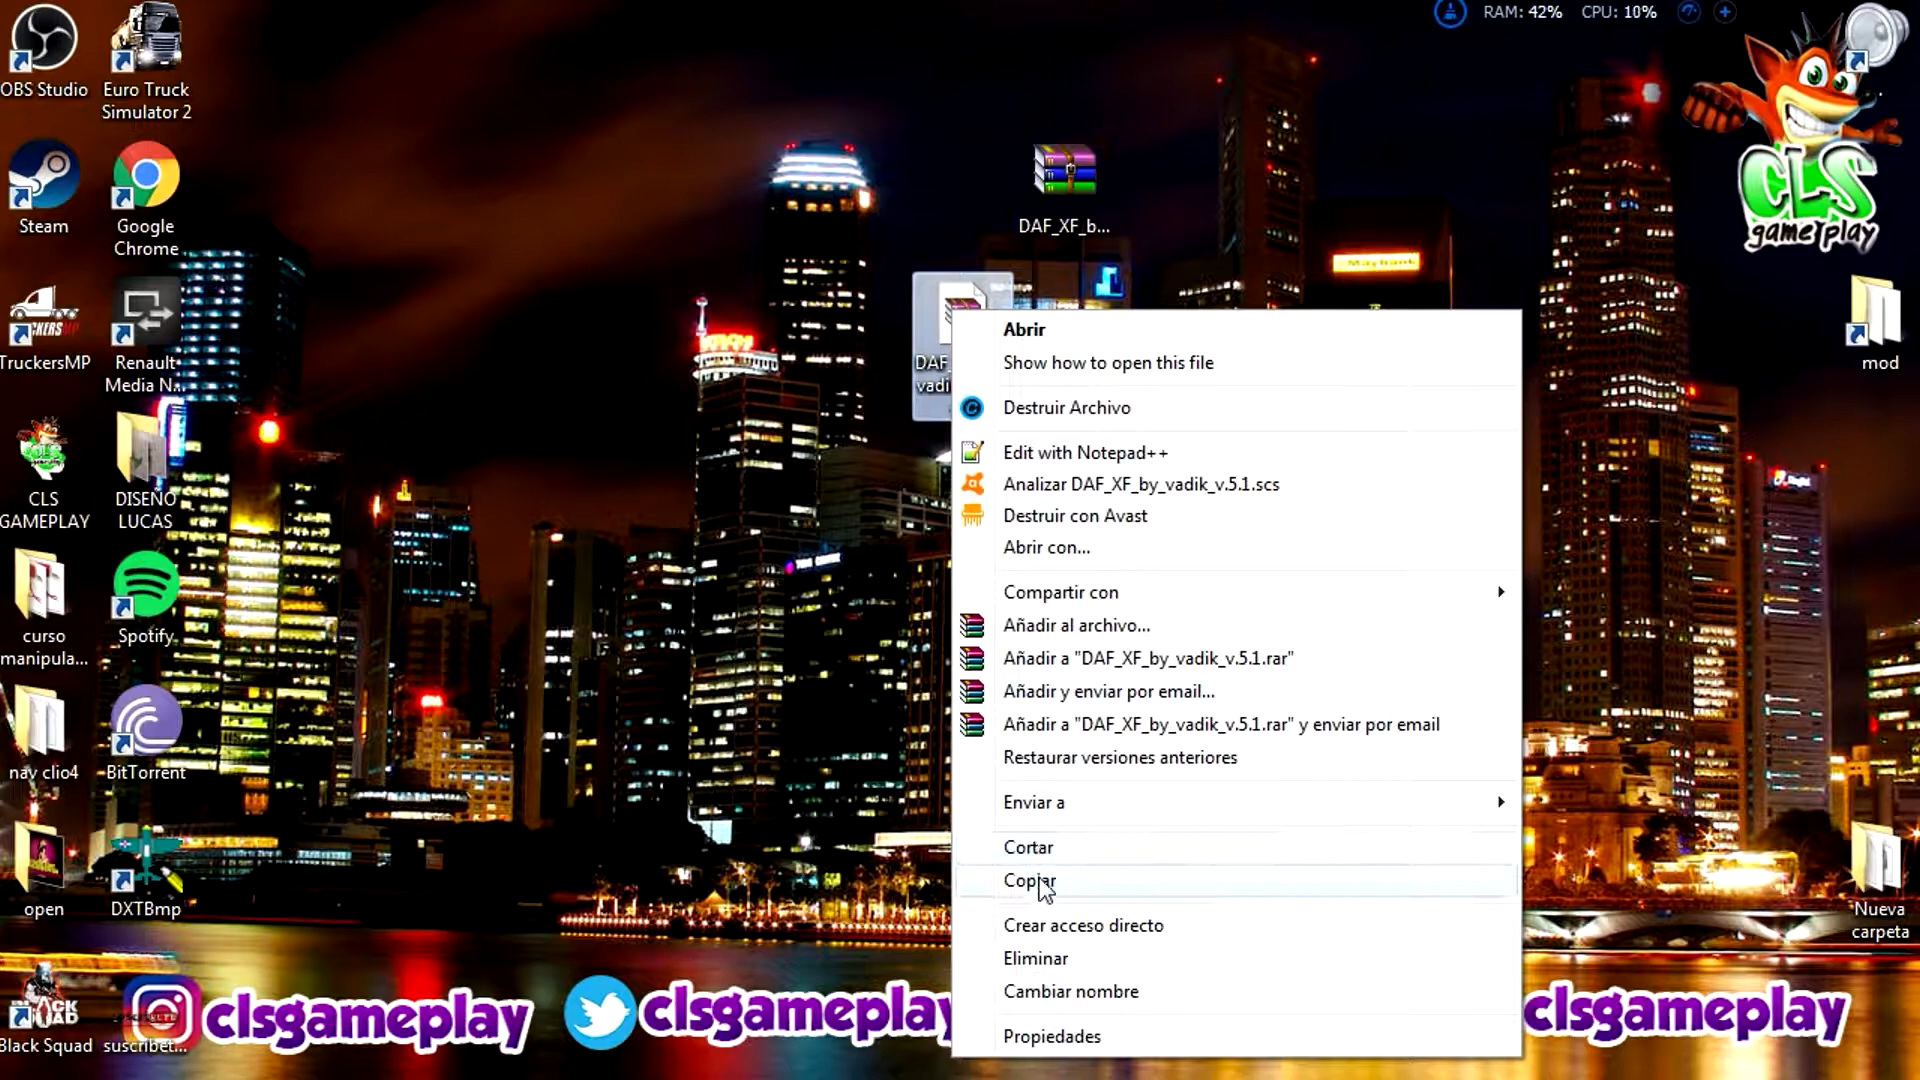 RAM: 42% CPU: 10%
OBS Studio
Euro Truck
Simulator 2
Steam
Google
Chrome
TruckersMP
Renault
Media N...
CLS
GAMEPLAY
DISEÑO
LUCAS
curso
manipula...
Spotify
nav clio4
BitTorrent
open
DXTBmp
Black Squad
suscribet...
DAF_XF_b...
DAF_
vadi
Abrir
Show how to open this file
Destruir Archivo
Edit with Notepad++
Analizar DAF_XF_by_vadik_v.5.1.scs
Destruir con Avast
Abrir con...
Compartir con
Añadir al archivo...
Añadir a "DAF_XF_by_vadik_v.5.1.rar"
Añadir y enviar por email...
Añadir a "DAF_XF_by_vadik_v.5.1.rar" y enviar por email
Restaurar versiones anteriores
Enviar a
Cortar
Copiar
Crear acceso directo
Eliminar
Cambiar nombre
Propiedades
CLS
game play
mod
Nueva
carpeta
clsgameplay
clsgameplay
clsgameplay